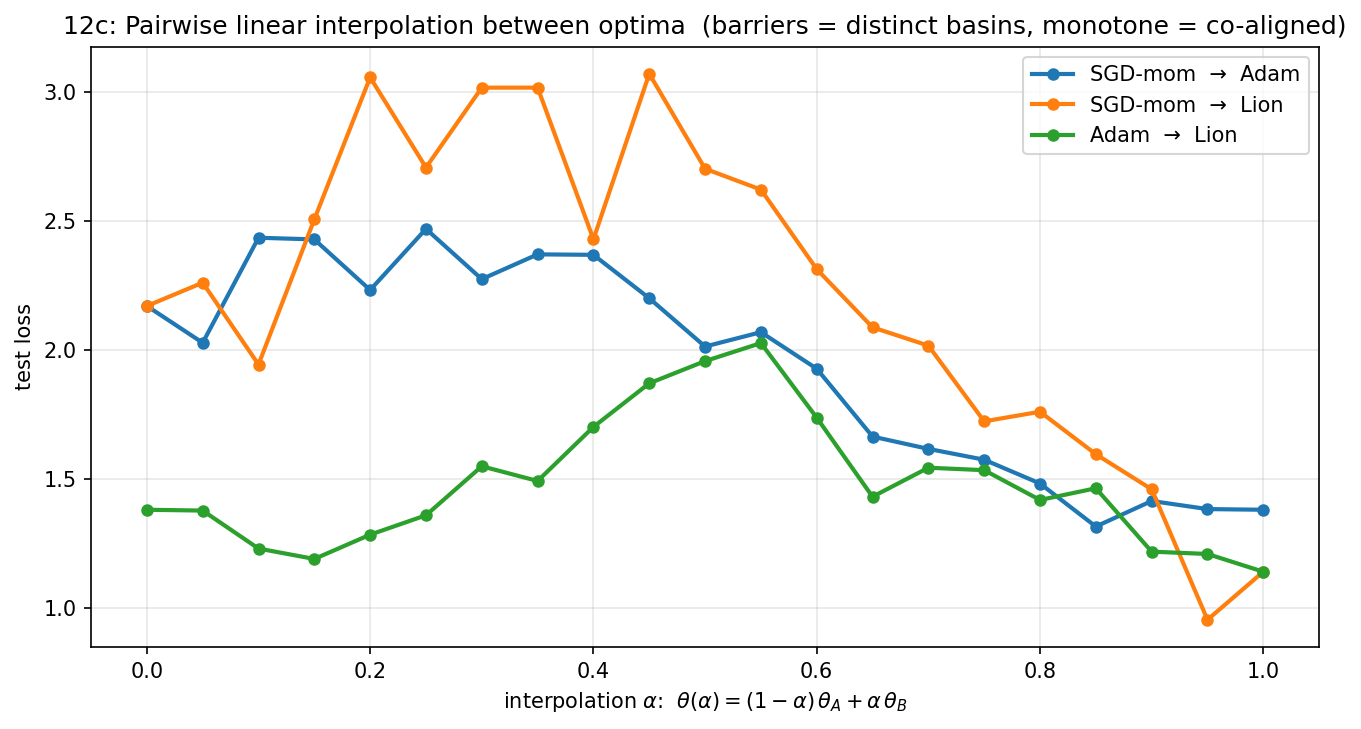 12c: Pairwise linear interpolation between optima (barriers = distinct basins, monotone = co-aligned)
SGD-mom → Adam
SGD-mom → Lion
Adam → Lion
test loss
3.0
2.5
2.0
1.5
1.0
0.0 0.2 0.4 0.6 0.8 1.0
interpolation α: θ(α) = (1 − α) θ_A + α θ_B